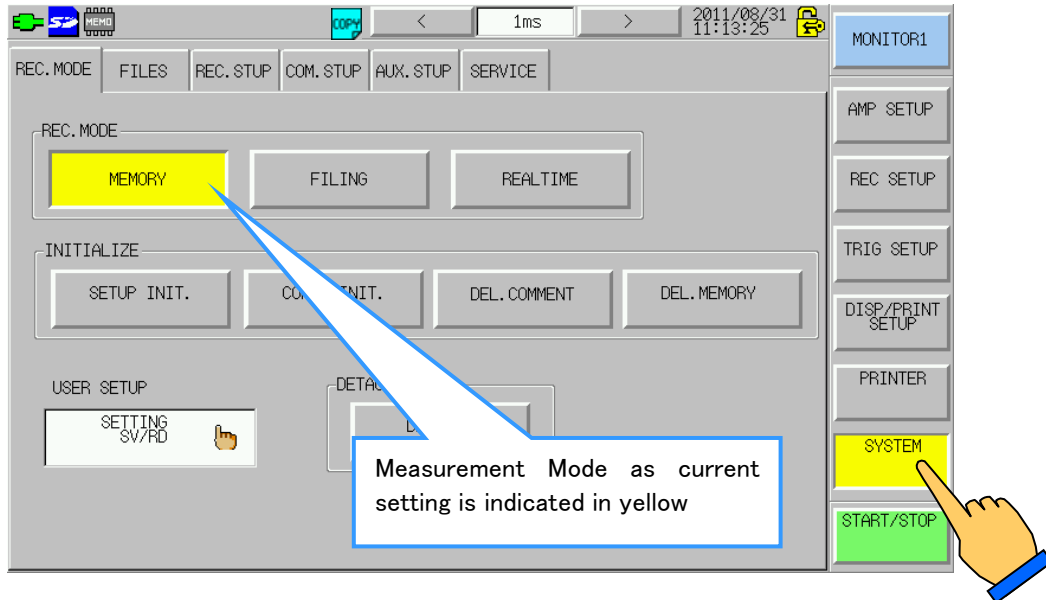 MEMO
COPY
<
1ms
>
2011/08/31
11:13:25
MONITOR1
REC.MODE
FILES
REC.STUP
COM.STUP
AUX.STUP
SERVICE
AMP SETUP
REC.MODE
MEMORY
FILING
REALTIME
REC SETUP
INITIALIZE
SETUP INIT.
DEL.COMMENT
DEL.MEMORY
TRIG SETUP
DISP/PRINT
SETUP
USER SETUP
SETTING
SV/RD
PRINTER
SYSTEM
START/STOP
Measurement Mode as current
setting is indicated in yellow